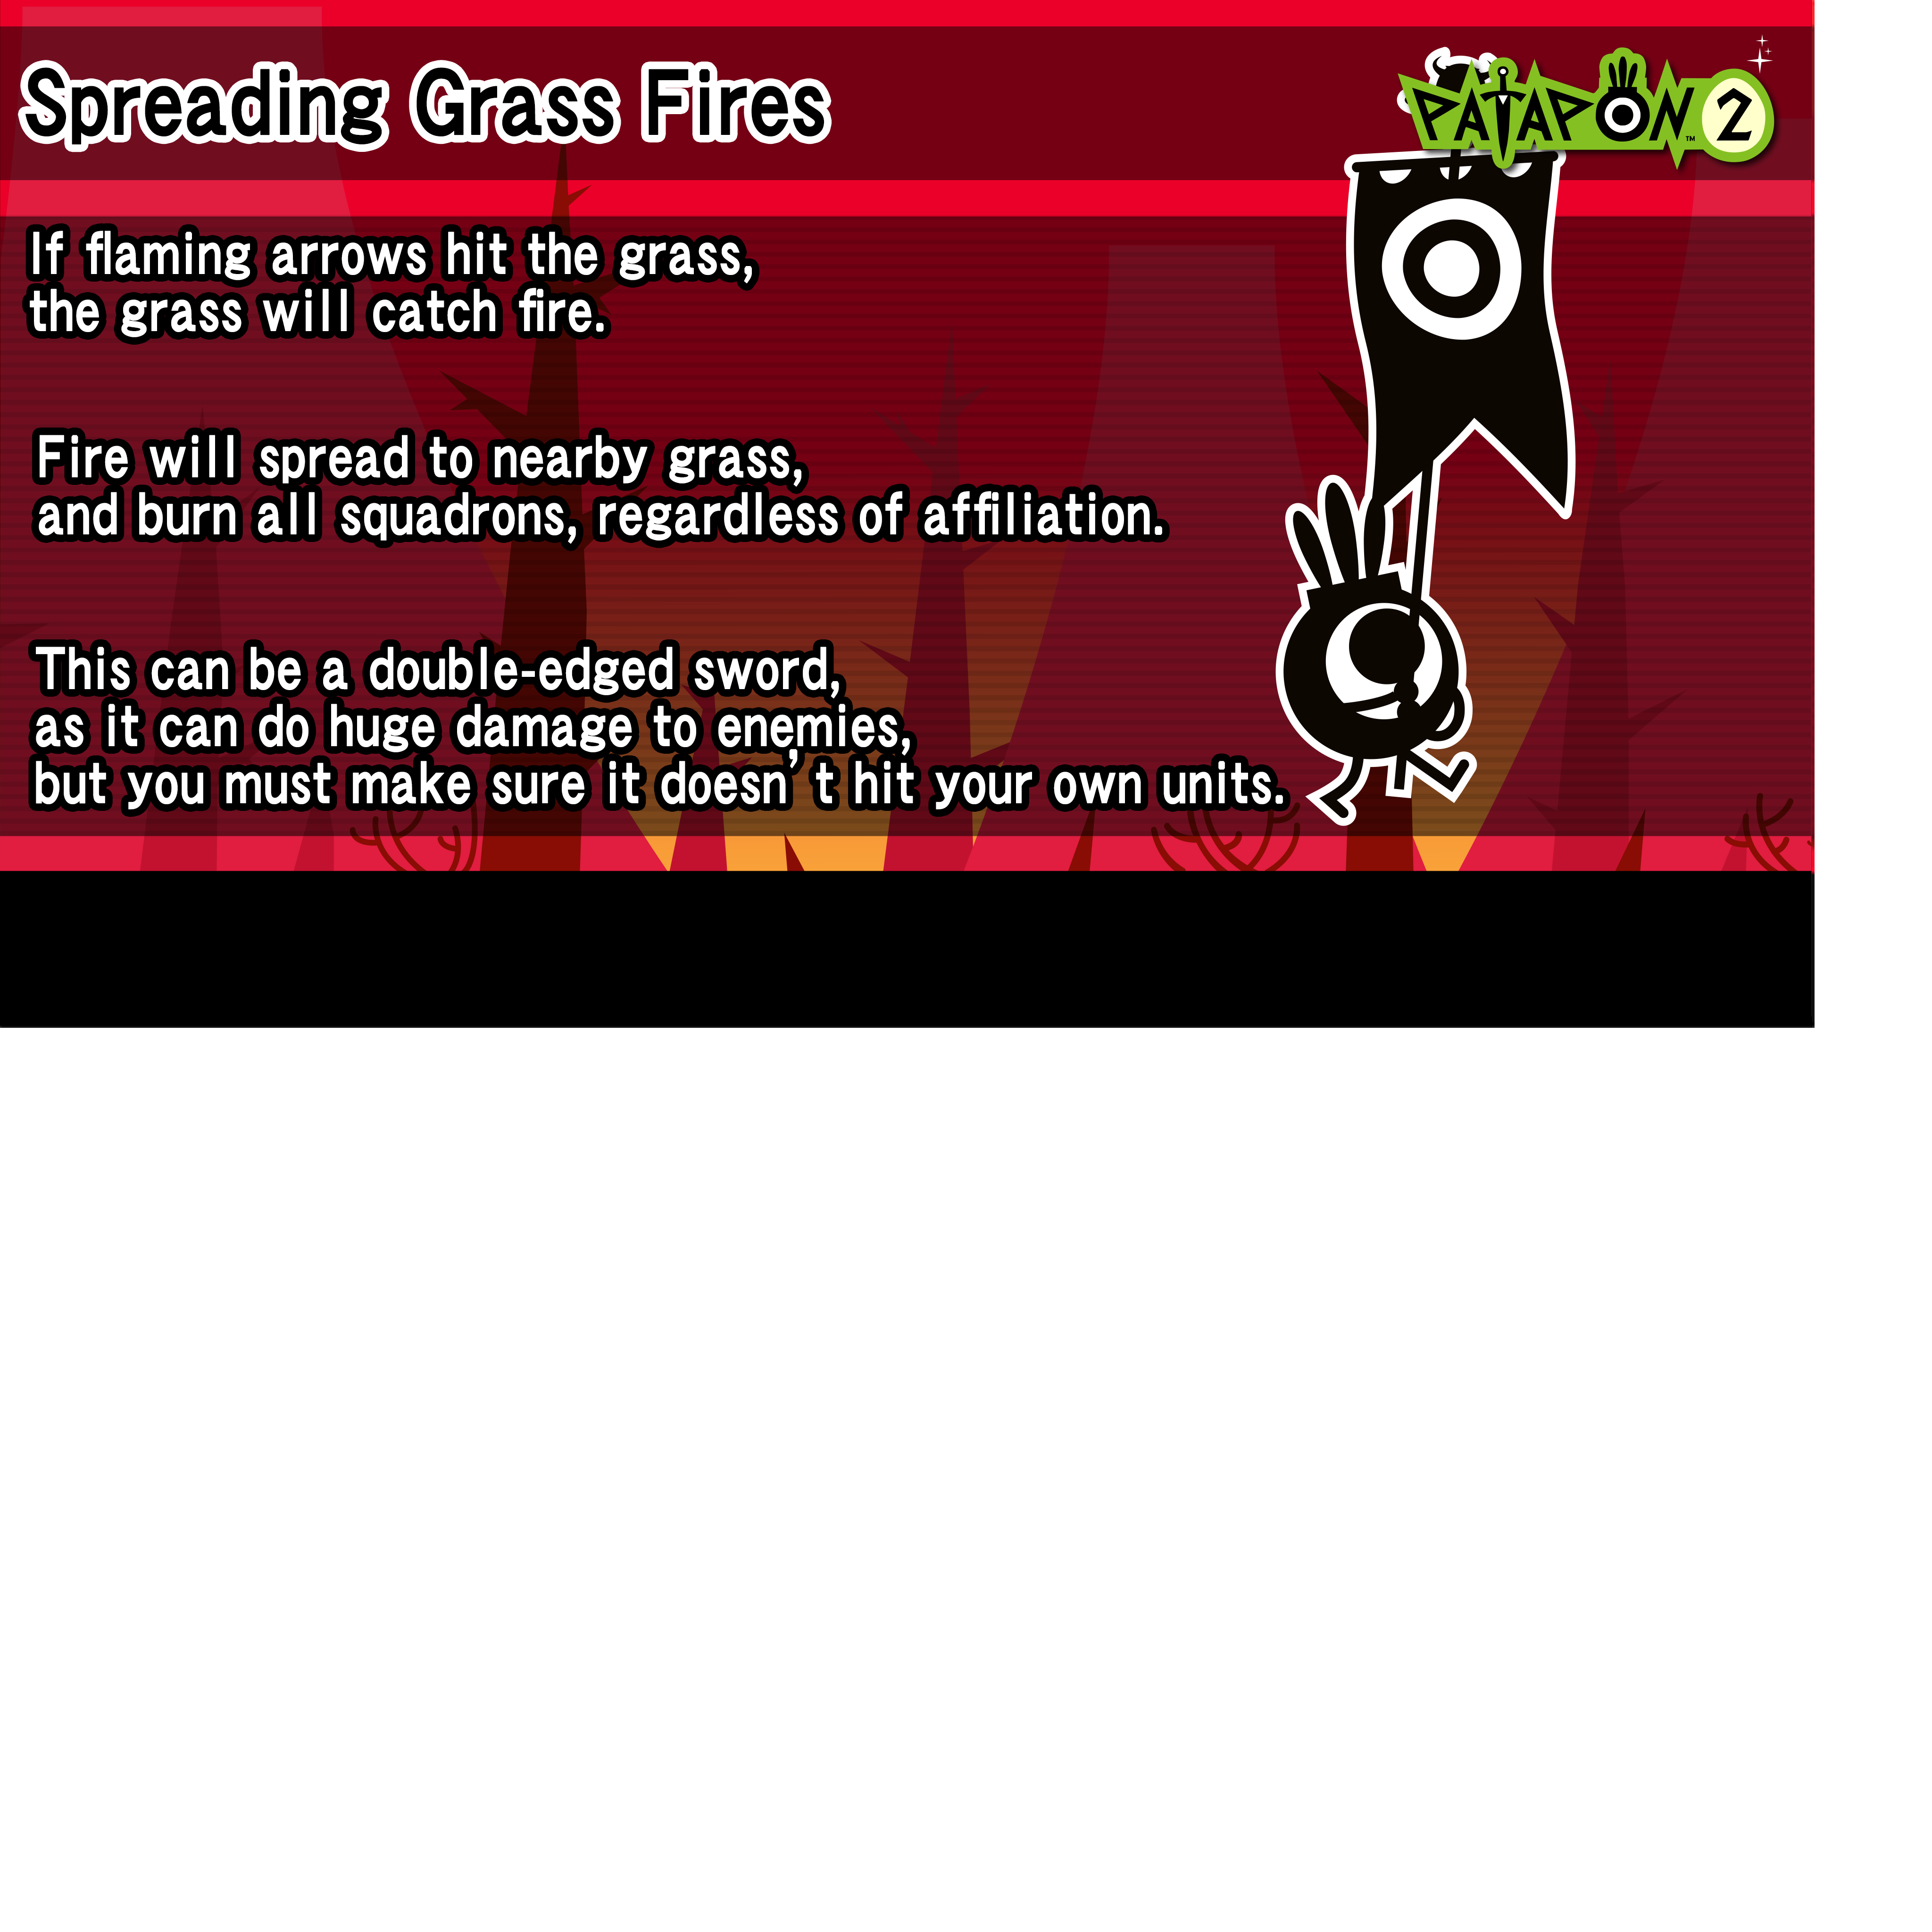 Spreading Grass Fires
PATAPON™ 2
If flaming arrows hit the grass,
the grass will catch fire.
Fire will spread to nearby grass,
and burn all squadrons, regardless of affiliation.
This can be a double-edged sword,
as it can do huge damage to enemies,
but you must make sure it doesn't hit your own units.